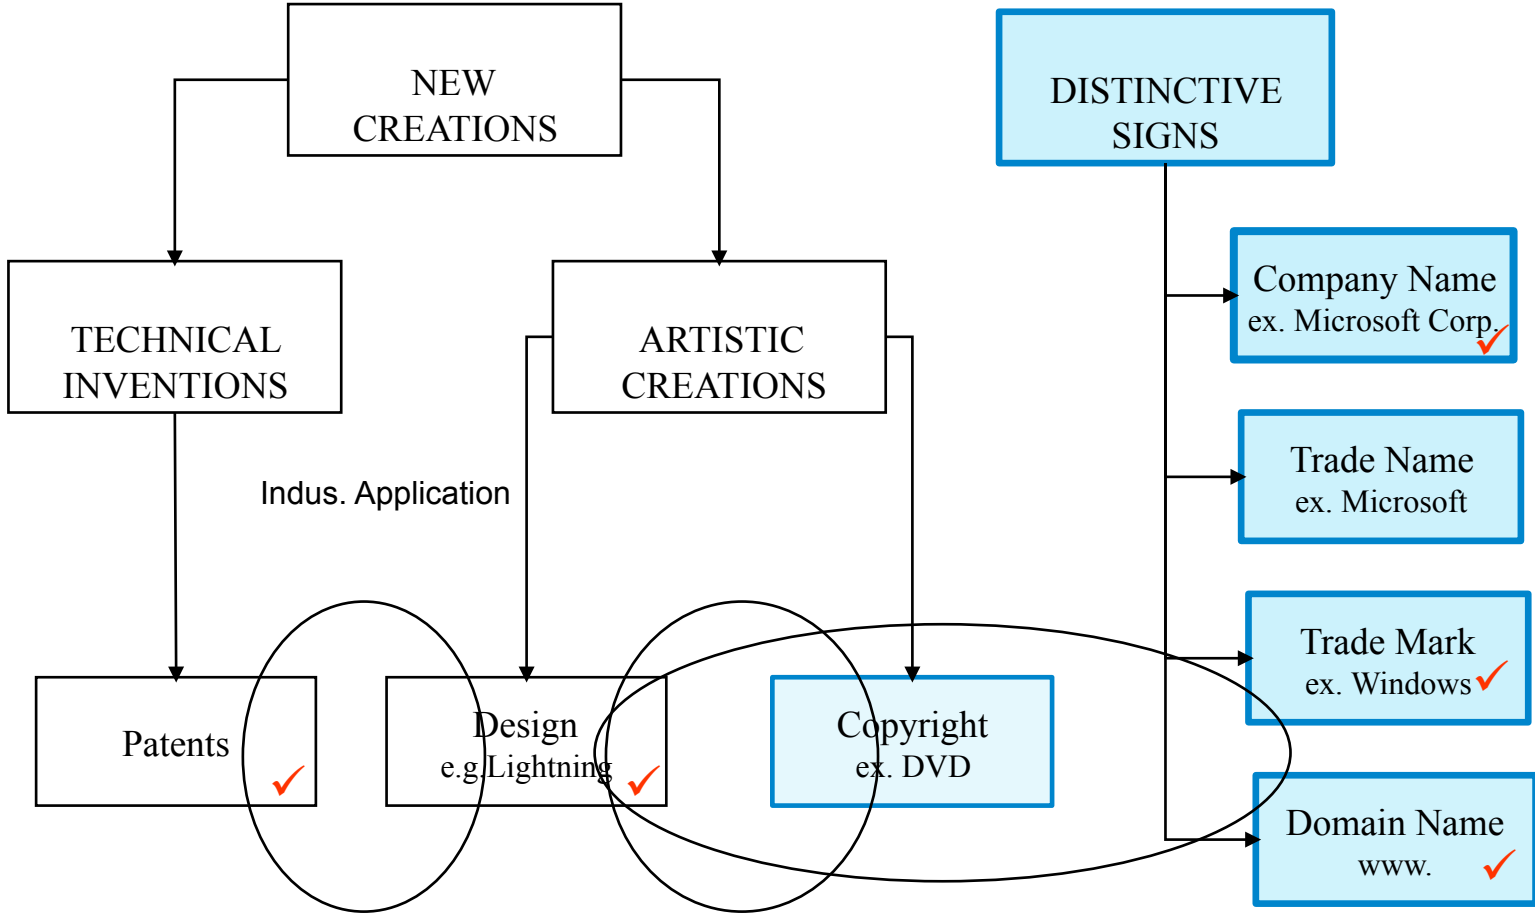 NEW
CREATIONS
DISTINCTIVE
SIGNS
TECHNICAL
INVENTIONS
ARTISTIC
CREATIONS
Company Name
ex. Microsoft Corp.
Trade Name
ex. Microsoft
Indus. Application
Trade Mark
ex. Windows
Patents
Design
e.g.Lightning
Copyright
ex. DVD
Domain Name
www.